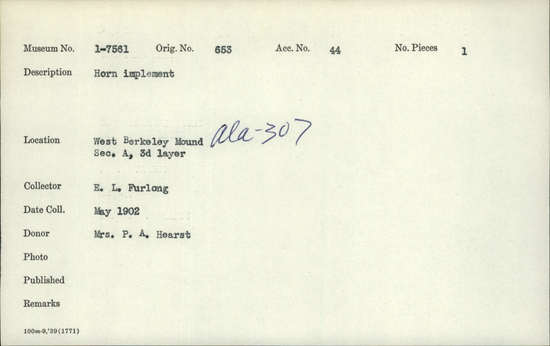 Museum No. 1-7561 Orig. No. 653 Acc. No. 44 No. Pieces 1
Description Horn implement
Location West Berkeley Mound Ala-307
Sec. A, 3d layer
Collector E. L. Furlong
Date Coll. May 1902
Donor Mrs. P. A. Hearst
Photo
Published
Remarks
100m-9,'39(1771)